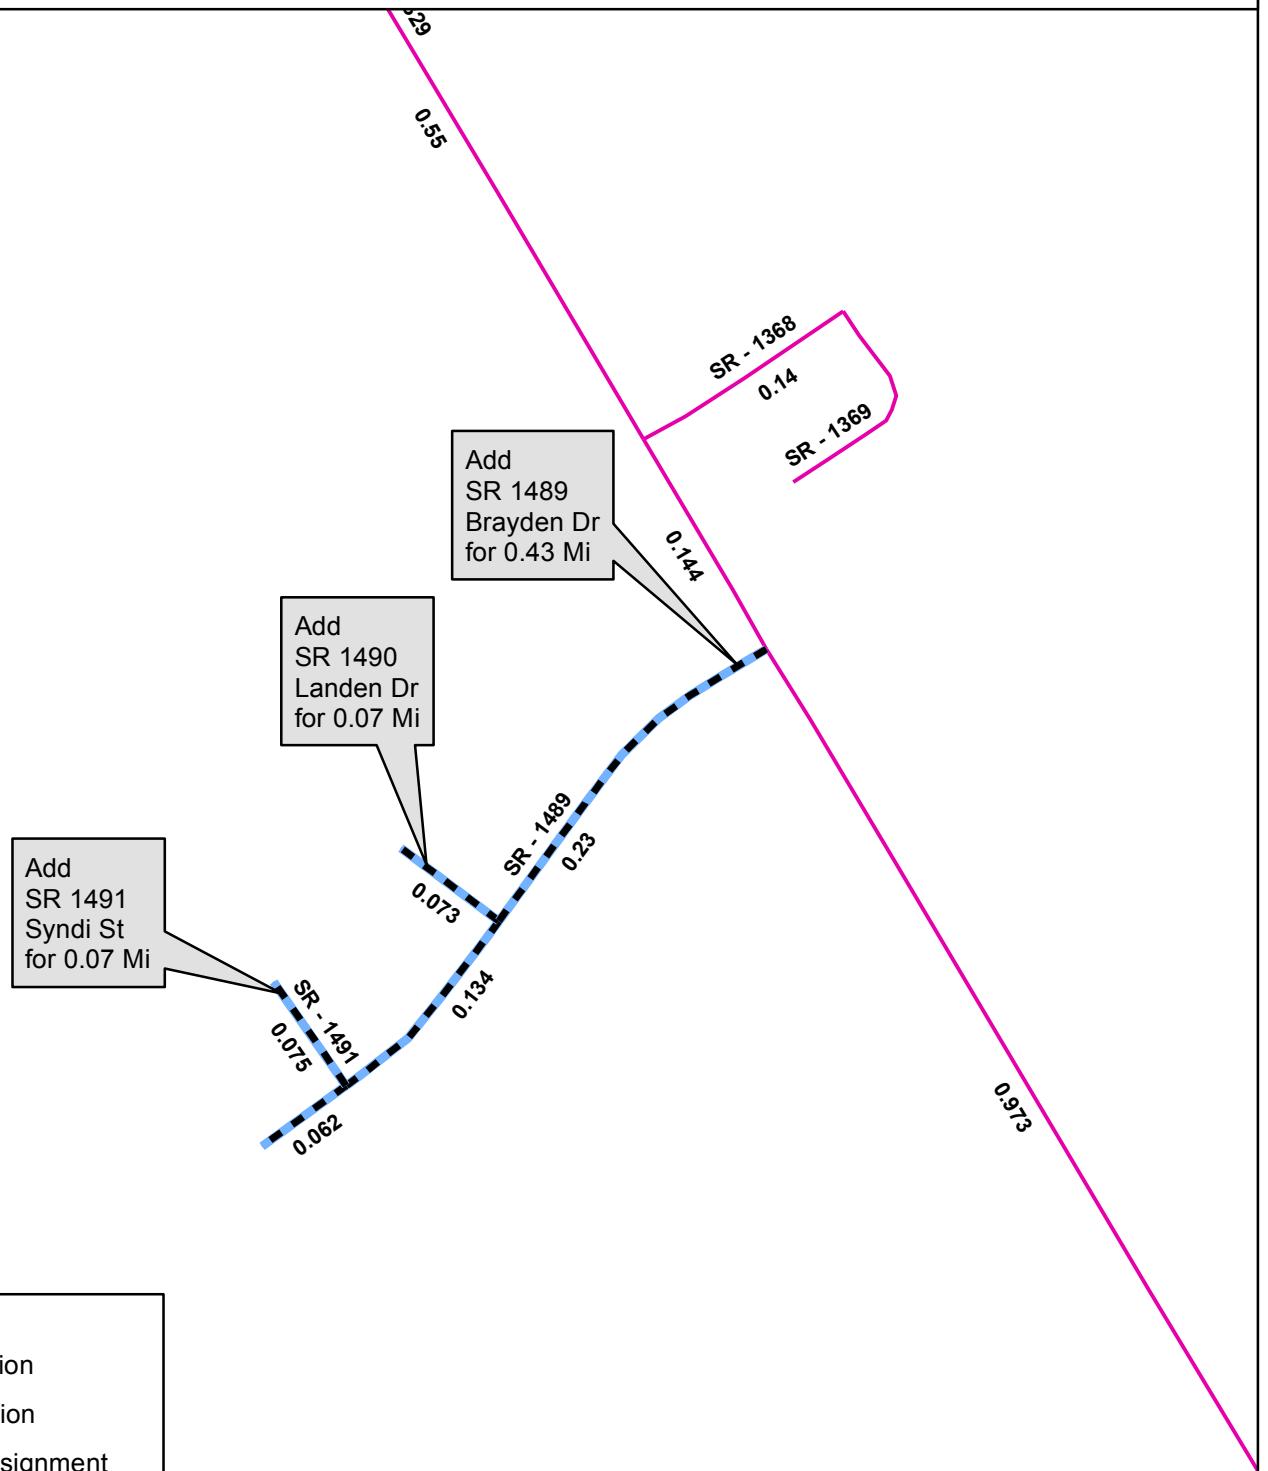 0.55
SR - 1368
0.14
SR - 1369
Add
SR 1489
Brayden Dr
for 0.43 Mi
0.144
Add
SR 1490
Landen Dr
for 0.07 Mi
SR - 1489
0.23
0.073
Add
SR 1491
Syndi St
for 0.07 Mi
SR - 1491
0.075
0.134
0.062
0.973
ion
ion
signment